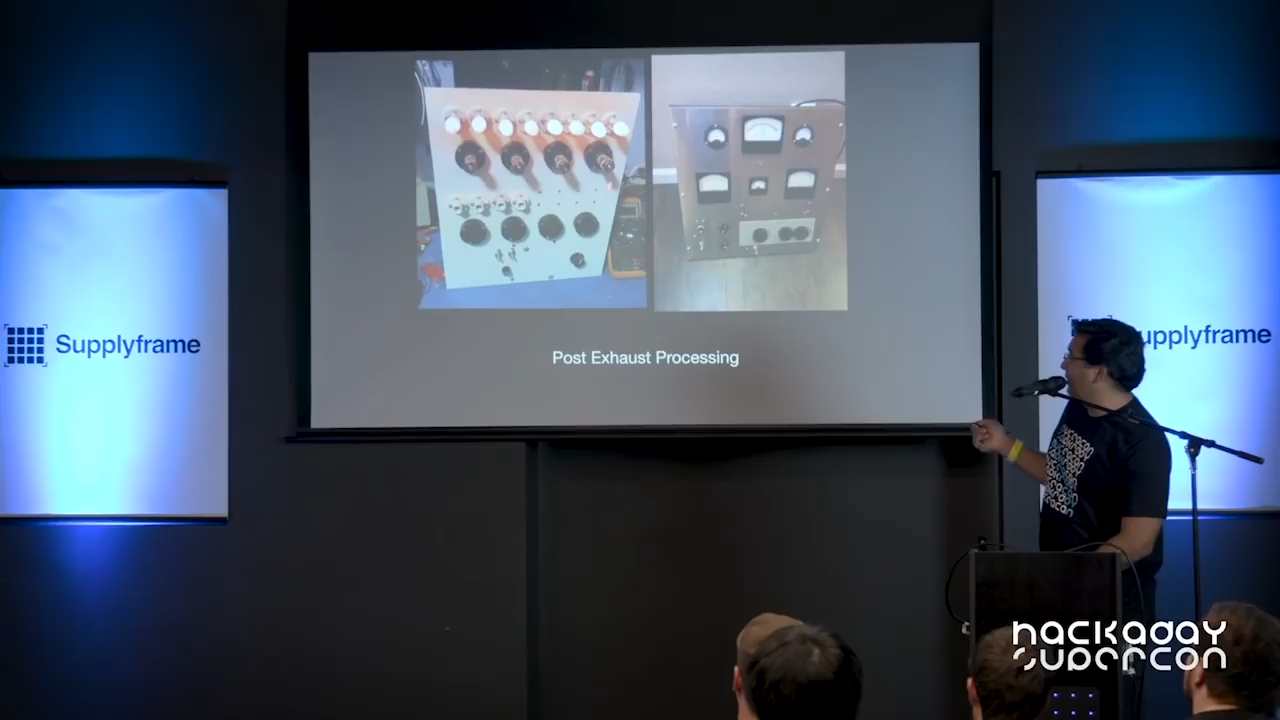 Post Exhaust Processing
Supplyframe
upplyframe
hackaday
supercon